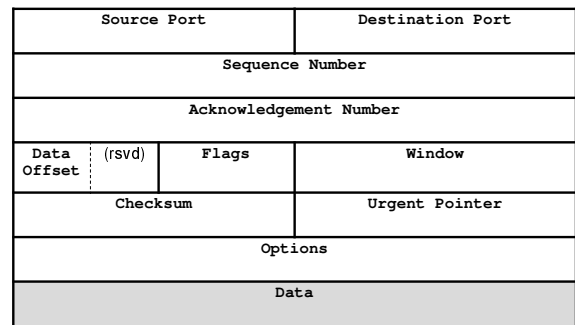 Source Port Destination Port
Sequence Number
Acknowledgement Number
Data Offset (rsvd) Flags Window
Checksum Urgent Pointer
Options
Data